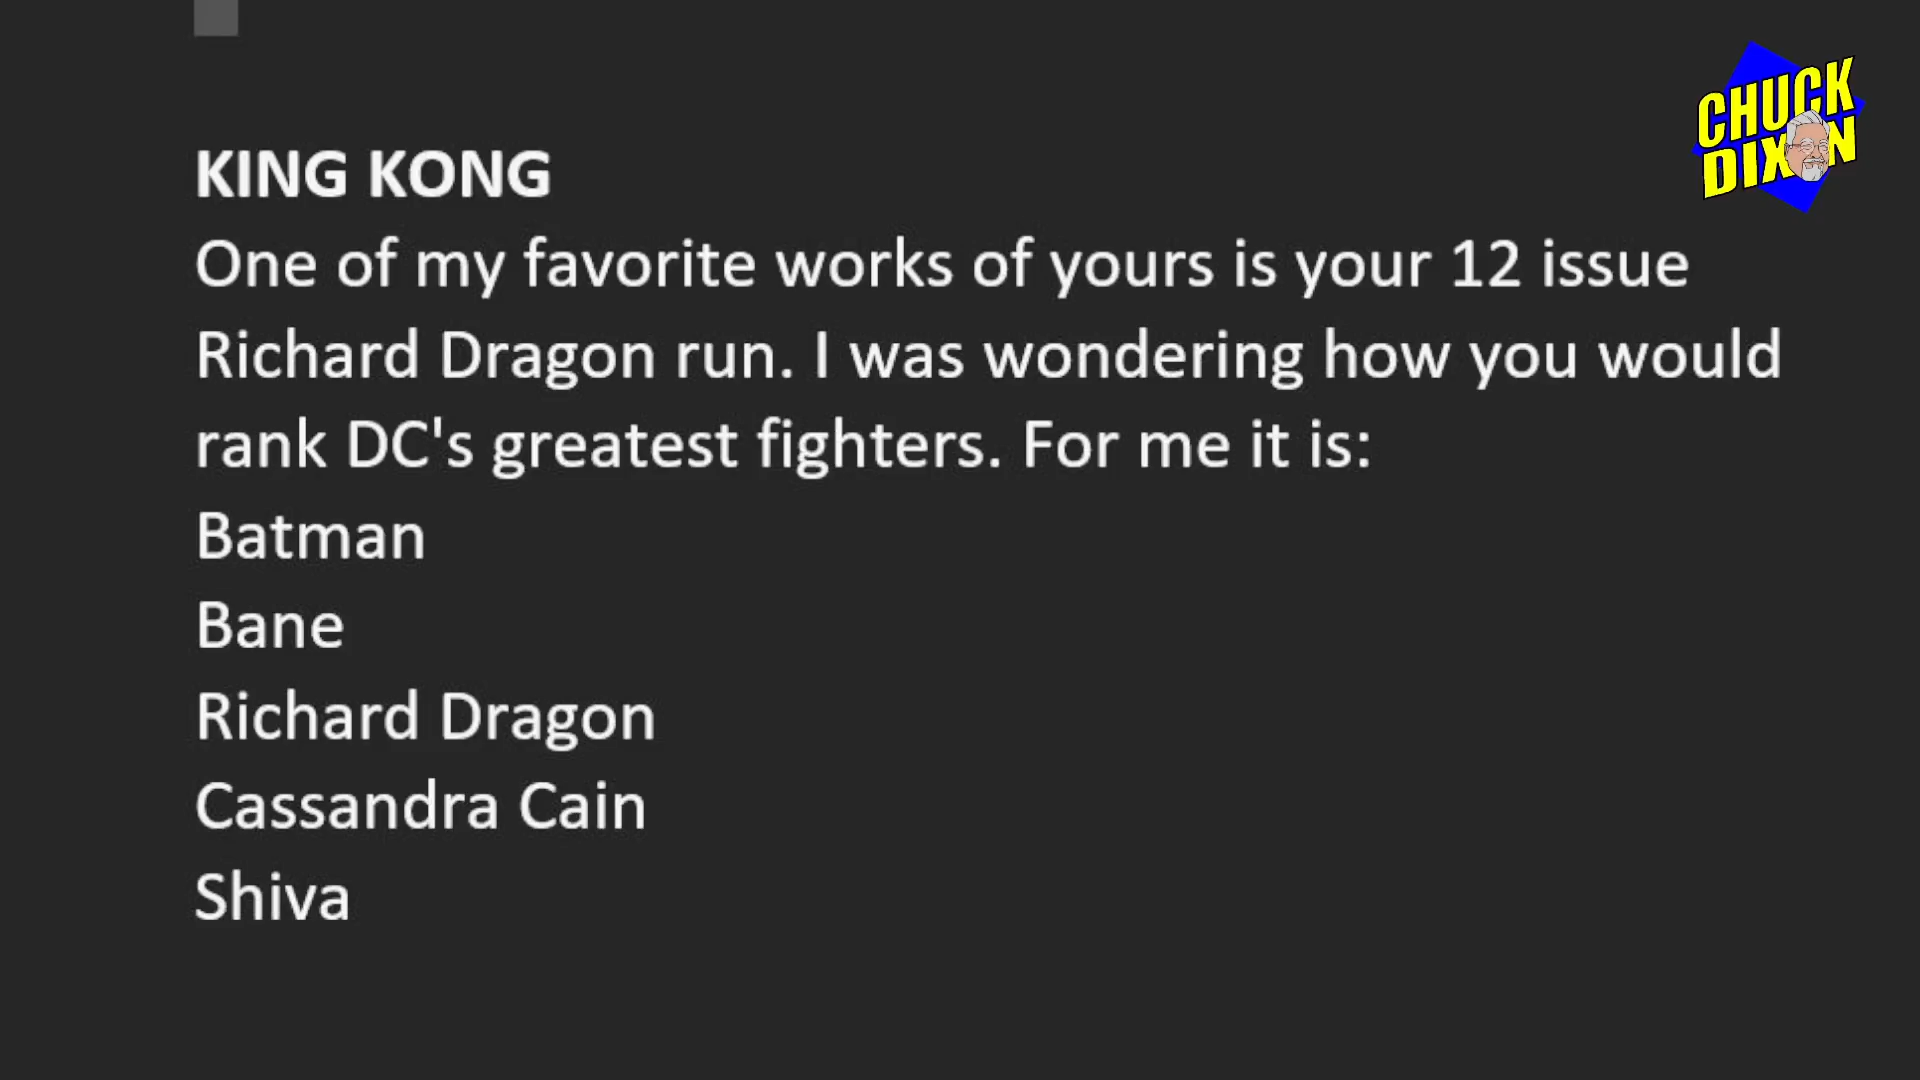 CHUCK
DIXON
KING KONG
One of my favorite works of yours is your 12 issue
Richard Dragon run. I was wondering how you would
rank DC's greatest fighters. For me it is:
Batman
Bane
Richard Dragon
Cassandra Cain
Shiva